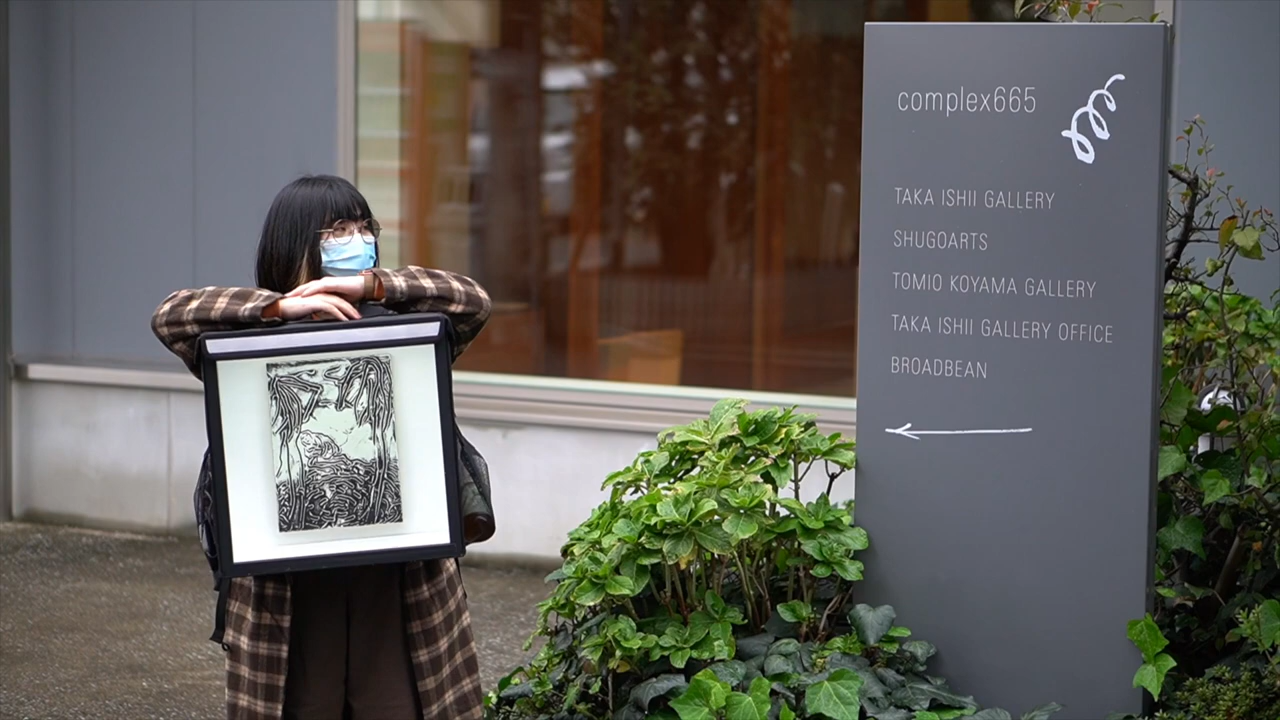 complex665
TAKA ISHII GALLERY
SHUGOARTS
TOMIO KOYAMA GALLERY
TAKA ISHII GALLERY OFFICE
BROADBEAN